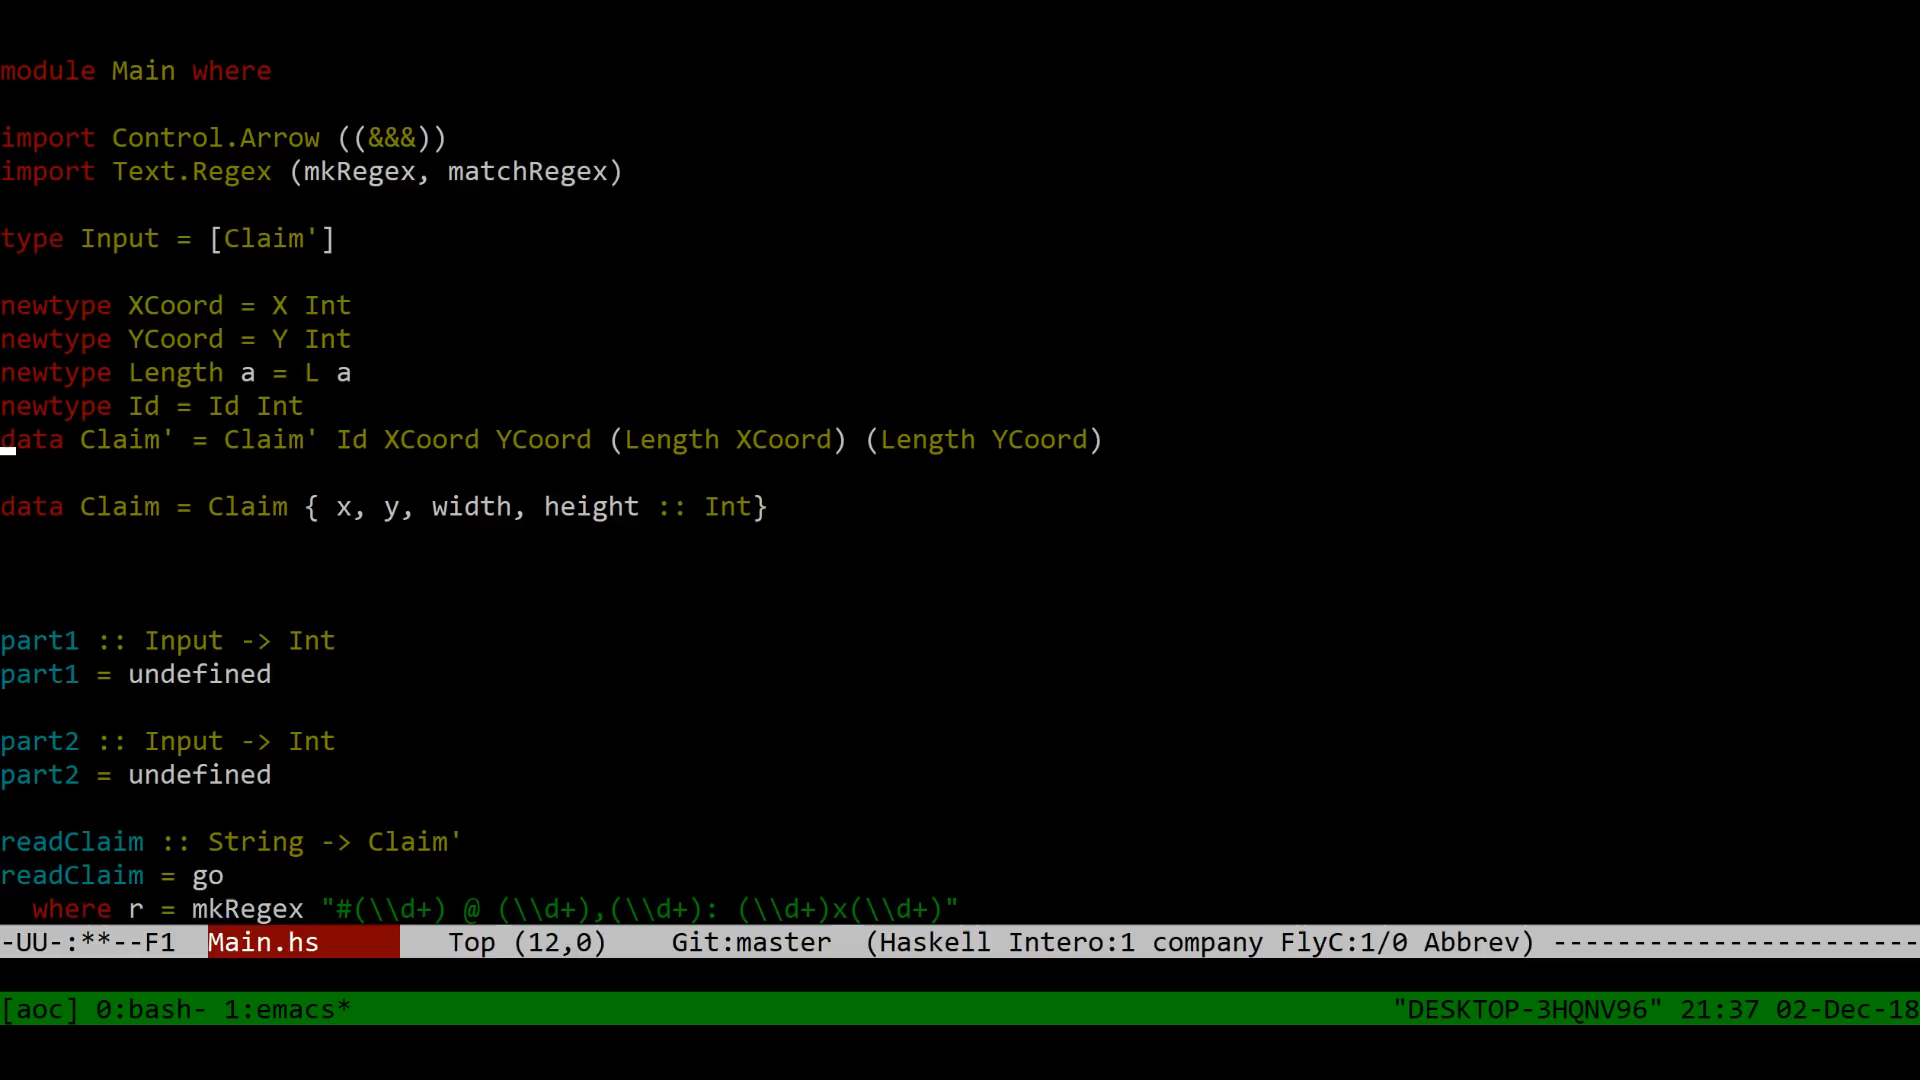 module Main where
import Control.Arrow ((&&&))
import Text.Regex (mkRegex, matchRegex)
type Input = [Claim']
newtype XCoord = X Int
newtype YCoord = Y Int
newtype Length a = L a
newtype Id = Id Int
data Claim' = Claim' Id XCoord YCoord (Length XCoord) (Length YCoord)
data Claim = Claim { x, y, width, height :: Int}
part1 :: Input -> Int
part1 = undefined
part2 :: Input -> Int
part2 = undefined
readClaim :: String -> Claim'
readClaim = go
  where r = mkRegex "#(\\d+) @ (\\d+),(\\d+): (\\d+)x(\\d+)"
-UU-:**--F1  Main.hs        Top (12,0)    Git:master  (Haskell Intero:1 company FlyC:1/0 Abbrev) -----------------------
[aoc] 0:bash- 1:emacs* "DESKTOP-3HQNV96" 21:37 02-Dec-18